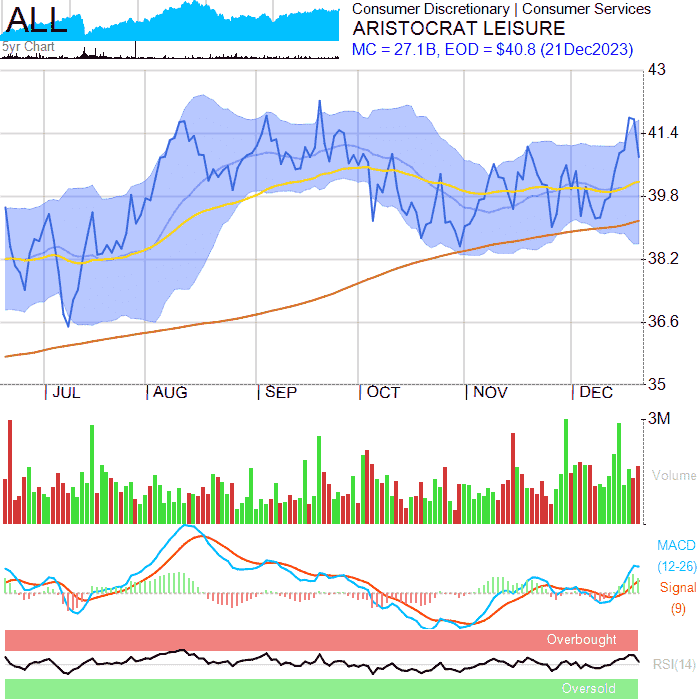 ALL
5yr Chart
Consumer Discretionary | Consumer Services
ARISTOCRAT LEISURE
MC = 27.1B, EOD = $40.8 (21Dec2023)
43
41.4
39.8
38.2
36.6
35
JUL AUG SEP OCT NOV DEC
3M
Volume
MACD
(12-26)
Signal
(9)
Overbought
RSI(14)
Oversold